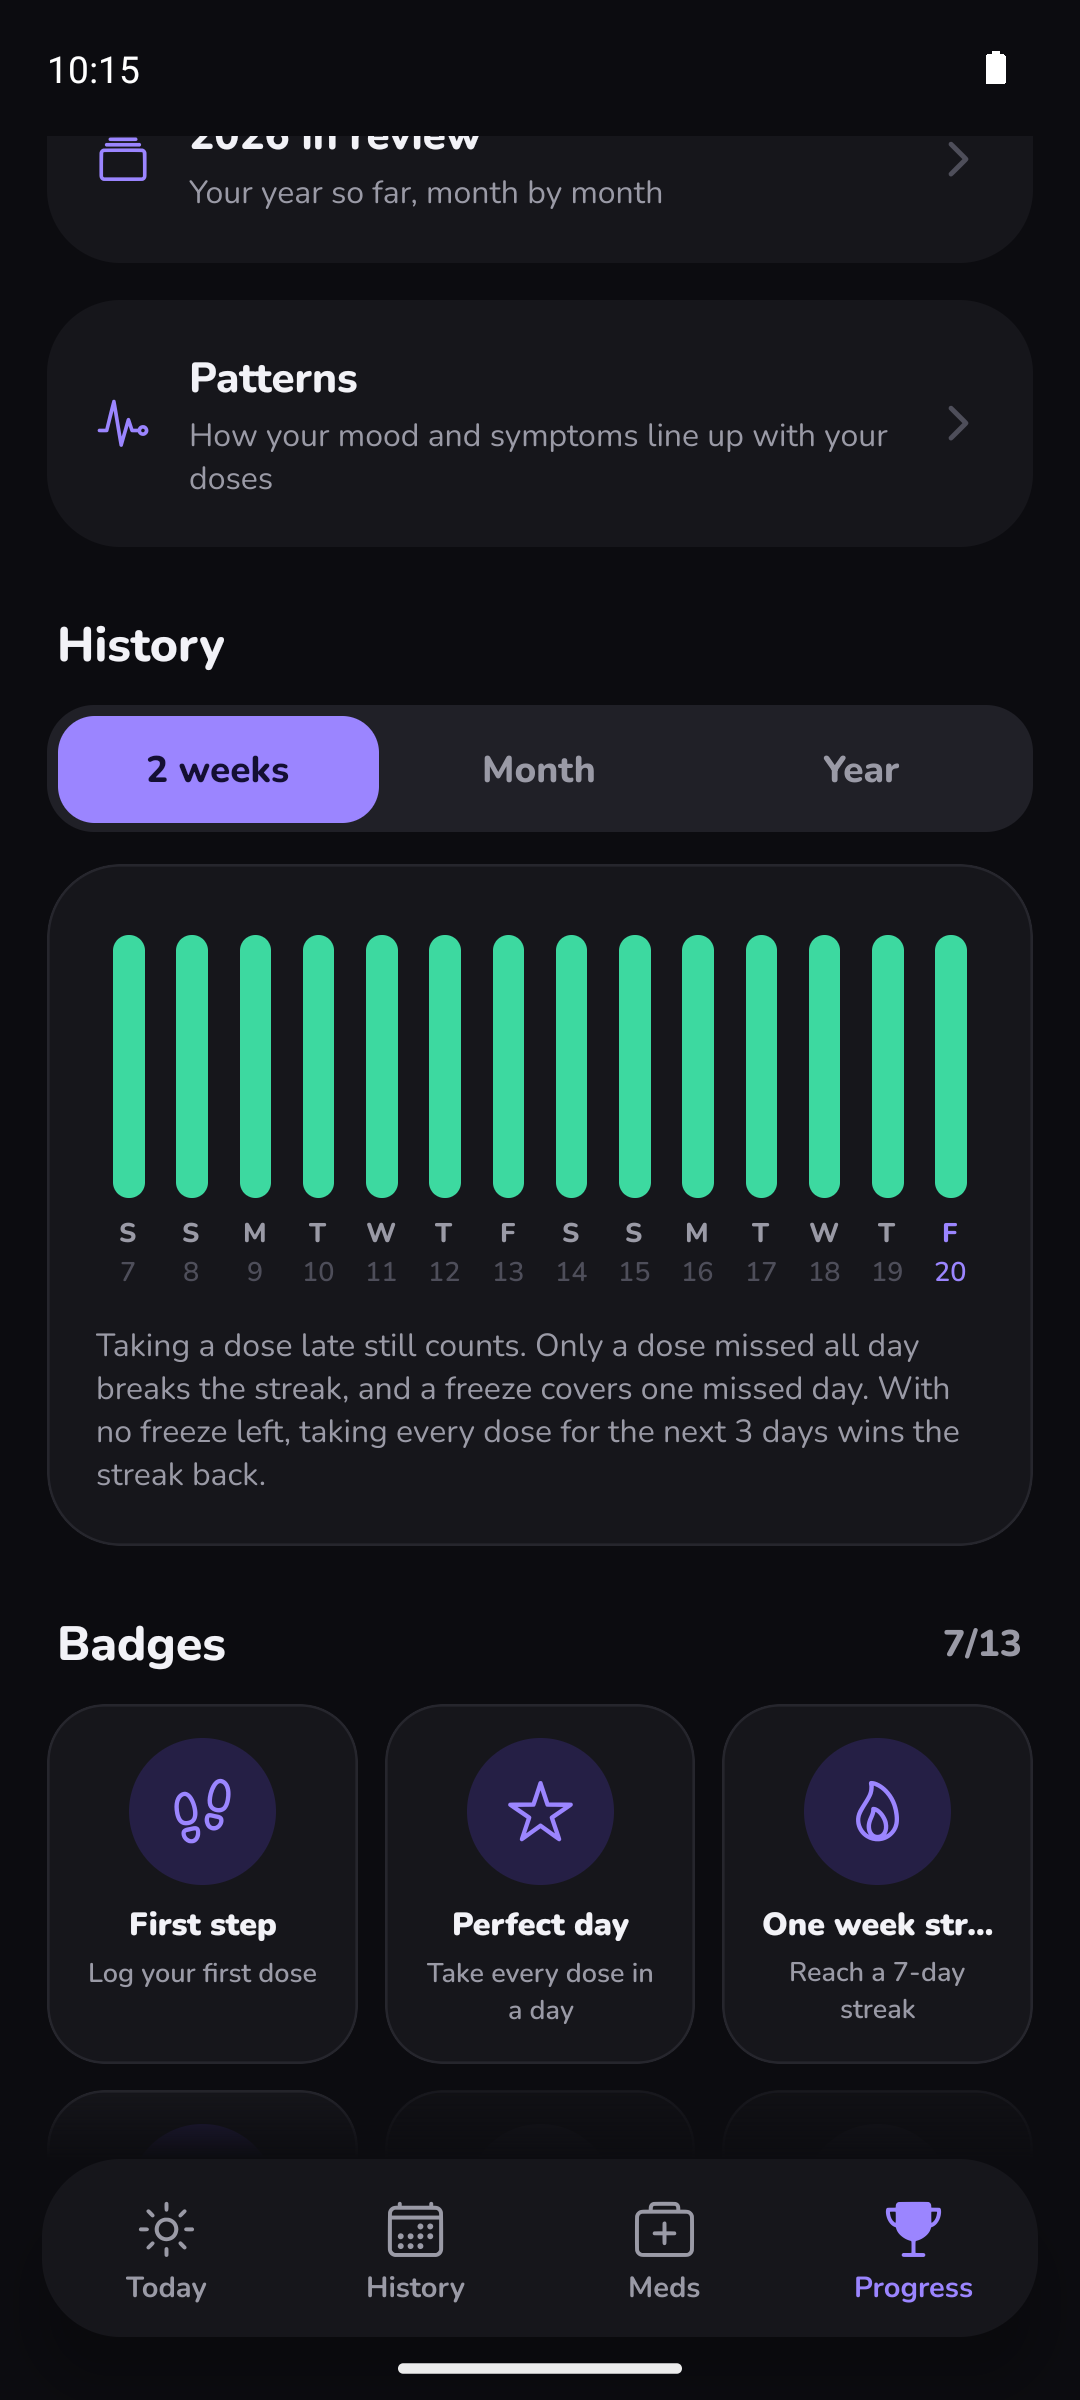 10:15
2026 in review
Your year so far, month by month
Patterns
How your mood and symptoms line up with your
doses
History
2 weeks Month Year
S S M T W T F S S M T W T F
7 8 9 10 11 12 13 14 15 16 17 18 19 20
Taking a dose late still counts. Only a dose missed all day
breaks the streak, and a freeze covers one missed day. With
no freeze left, taking every dose for the next 3 days wins the
streak back.
Badges 7/13
First step Perfect day One week str...
Log your first dose Take every dose in Reach a 7-day
a day streak
Today History Meds Progress